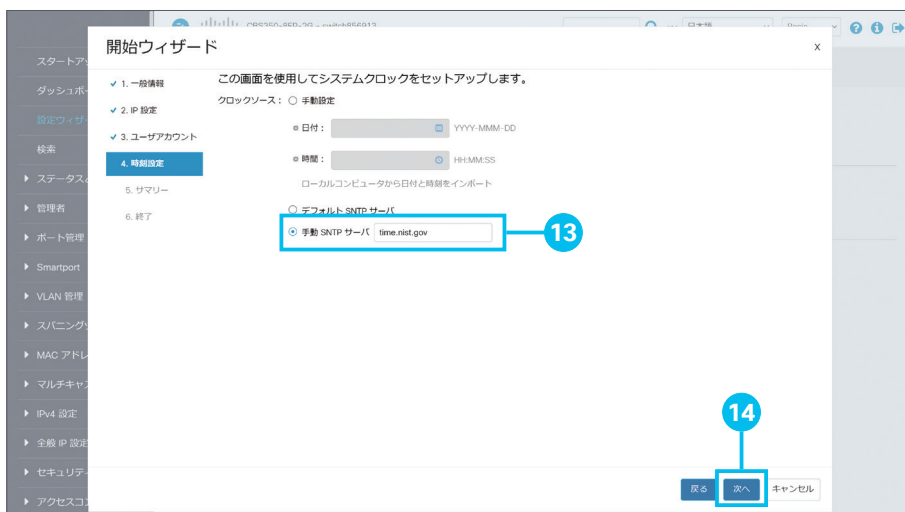 CBS350-8FP-2G - switch856913
日本語
Basic
開始ウィザード
X
スタートアッ
ダッシュボー
設定ウィザー
検索
ステータスと
管理者
ポート管理
Smartport
VLAN 管理
スパニングツ
MAC アドレ
マルチキャス
IPv4 設定
全般 IP 設定
セキュリティ
アクセスコン
1. 一般情報
2. IP 設定
3. ユーザアカウント
4. 時刻設定
5. サマリー
6. 終了
この画面を使用してシステムクロックをセットアップします。
クロックソース： 手動設定
日付： YYYY-MMM-DD
時間： HH:MM:SS
ローカルコンピュータから日付と時刻をインポート
デフォルト SNTP サーバ
手動 SNTP サーバ time.nist.gov
13
14
戻る 次へ キャンセル